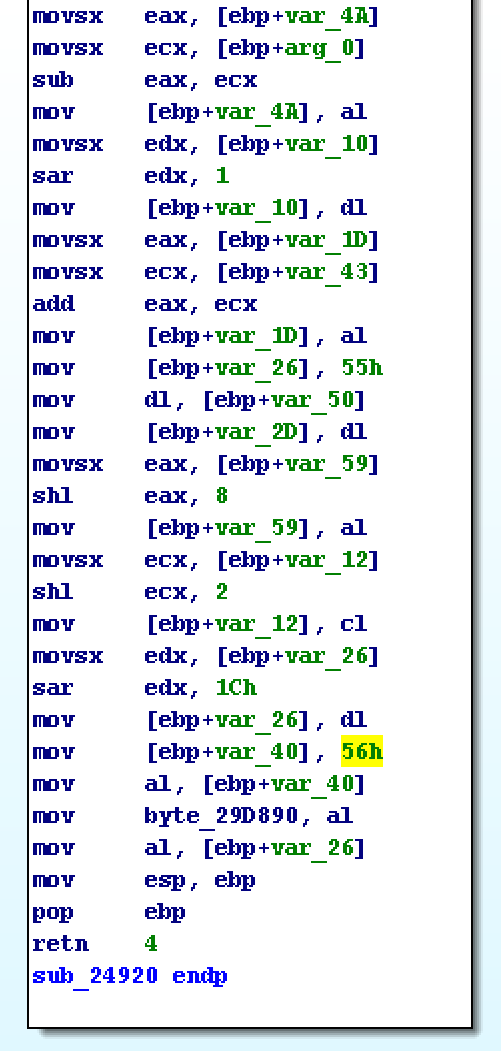 movsx eax, [ebp+var_4A]
movsx ecx, [ebp+arg_0]
sub eax, ecx
mov [ebp+var_4A], al
movsx edx, [ebp+var_10]
sar edx, 1
mov [ebp+var_10], dl
movsx eax, [ebp+var_1D]
movsx ecx, [ebp+var_43]
add eax, ecx
mov [ebp+var_1D], al
mov [ebp+var_26], 55h
mov dl, [ebp+var_50]
mov [ebp+var_2D], dl
movsx eax, [ebp+var_59]
shl eax, 8
mov [ebp+var_59], al
movsx ecx, [ebp+var_12]
shl ecx, 2
mov [ebp+var_12], cl
movsx edx, [ebp+var_26]
sar edx, 1Ch
mov [ebp+var_26], dl
mov [ebp+var_40], 56h
mov al, [ebp+var_40]
mov byte_29D890, al
mov al, [ebp+var_26]
mov esp, ebp
pop ebp
retn 4
sub_24920 endp